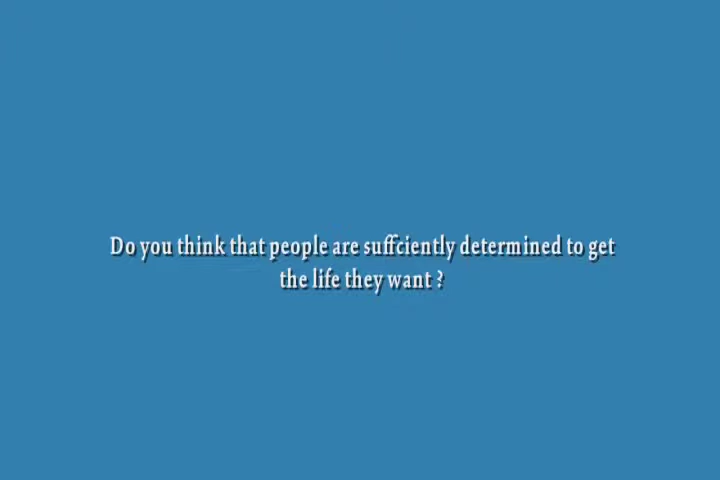 Do you think that people are suffciently determined to get
the life they want ?